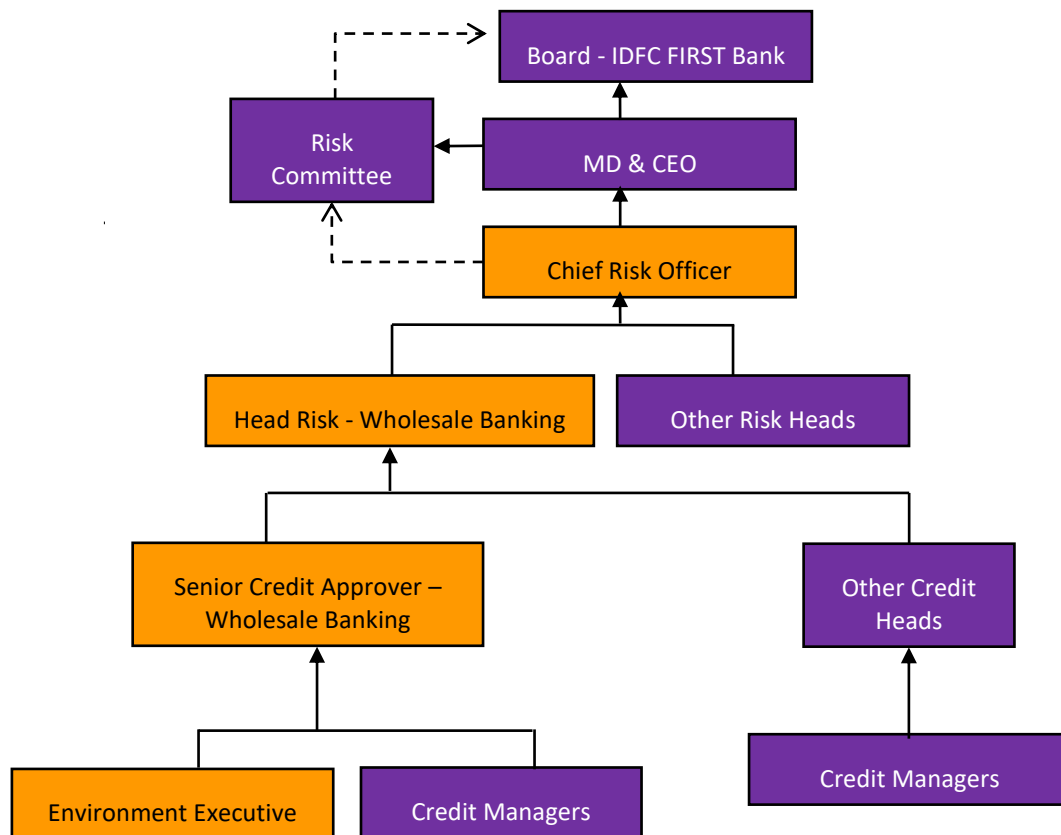 Board - IDFC FIRST Bank
Risk
Committee
MD & CEO
Chief Risk Officer
Head Risk - Wholesale Banking
Other Risk Heads
Senior Credit Approver –
Wholesale Banking
Other Credit
Heads
Environment Executive
Credit Managers
Credit Managers